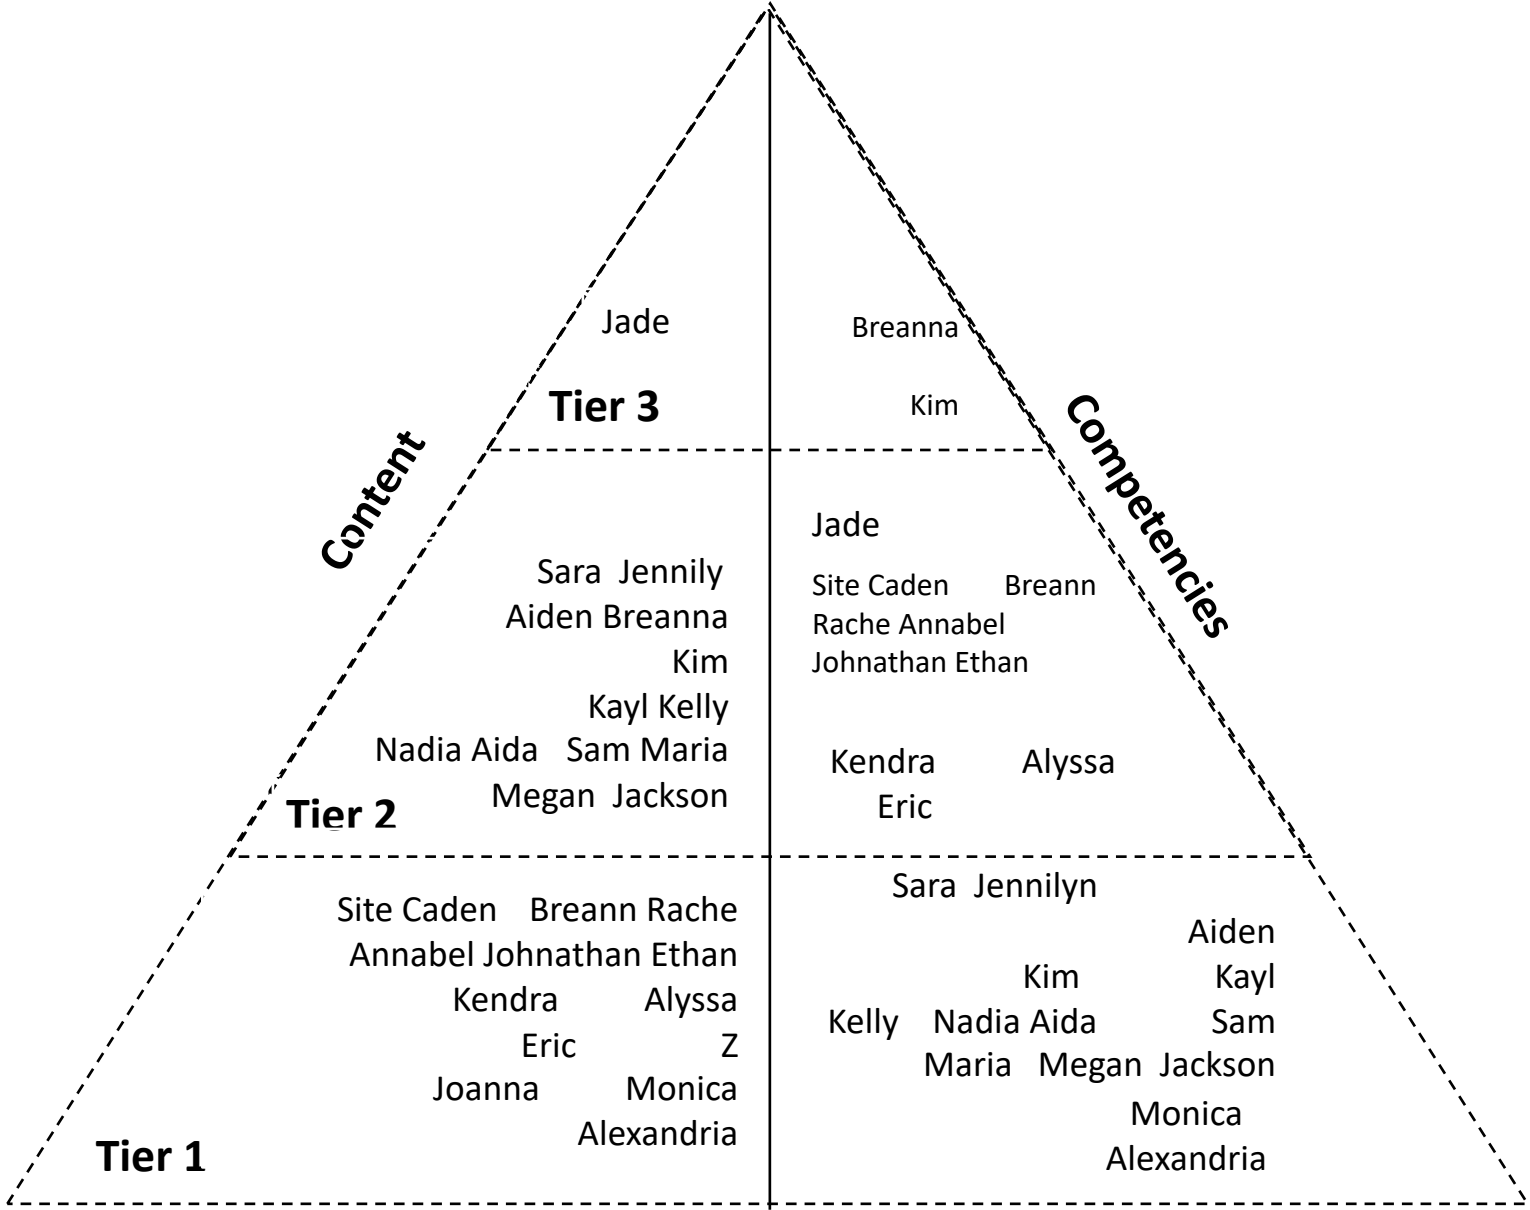 Jade
Tier 3
Breanna
Kim
Content
Competencies
Sara Jennily
Aiden Breanna
Kim
Kayl Kelly
Nadia Aida Sam Maria
Megan Jackson
Tier 2
Jade
Site Caden Breann
Rache Annabel
Johnathan Ethan
Kendra Alyssa
Eric
Site Caden Breann Rache
Annabel Johnathan Ethan
Kendra Alyssa
Eric Z
Joanna Monica
Alexandria
Tier 1
Sara Jennilyn
Aiden
Kim Kayl
Kelly Nadia Aida Sam
Maria Megan Jackson
Monica
Alexandria